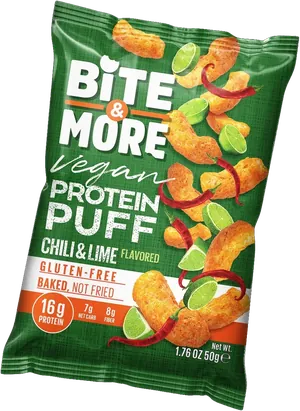 BiTE
&
MORE
Vegan
PROTEIN
PUFF
CHILI & LIME FLAVORED
GLUTEN-FREE
BAKED, NOT FRIED
16g
PROTEIN
7g
NET CARB
8g
FIBER
Net Wt.
1.76 OZ 50g e